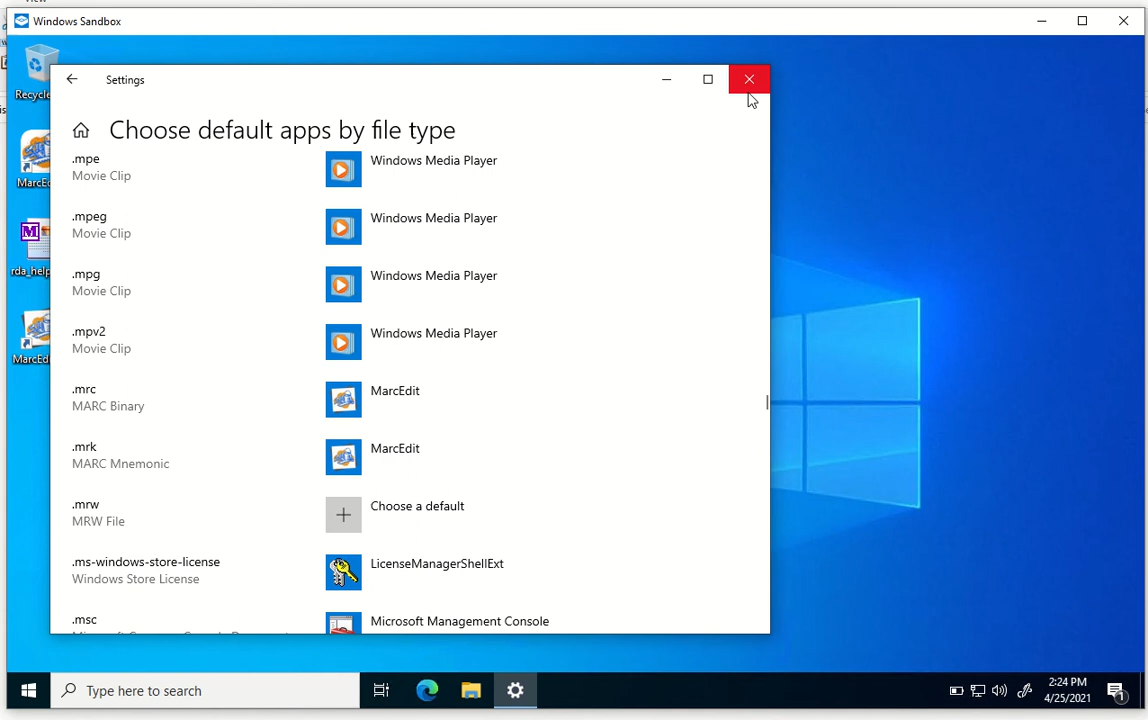 Windows Sandbox
Settings
Choose default apps by file type
.mpe
Movie Clip
Windows Media Player
.mpeg
Movie Clip
Windows Media Player
.mpg
Movie Clip
Windows Media Player
.mpv2
Movie Clip
Windows Media Player
.mrc
MARC Binary
MarcEdit
.mrk
MARC Mnemonic
MarcEdit
.mrw
MRW File
Choose a default
.ms-windows-store-license
Windows Store License
LicenseManagerShellExt
.msc
Microsoft Management Console
Recycle
MarcEd
rda_help
MarcEd
Type here to search
2:24 PM
4/25/2021
1